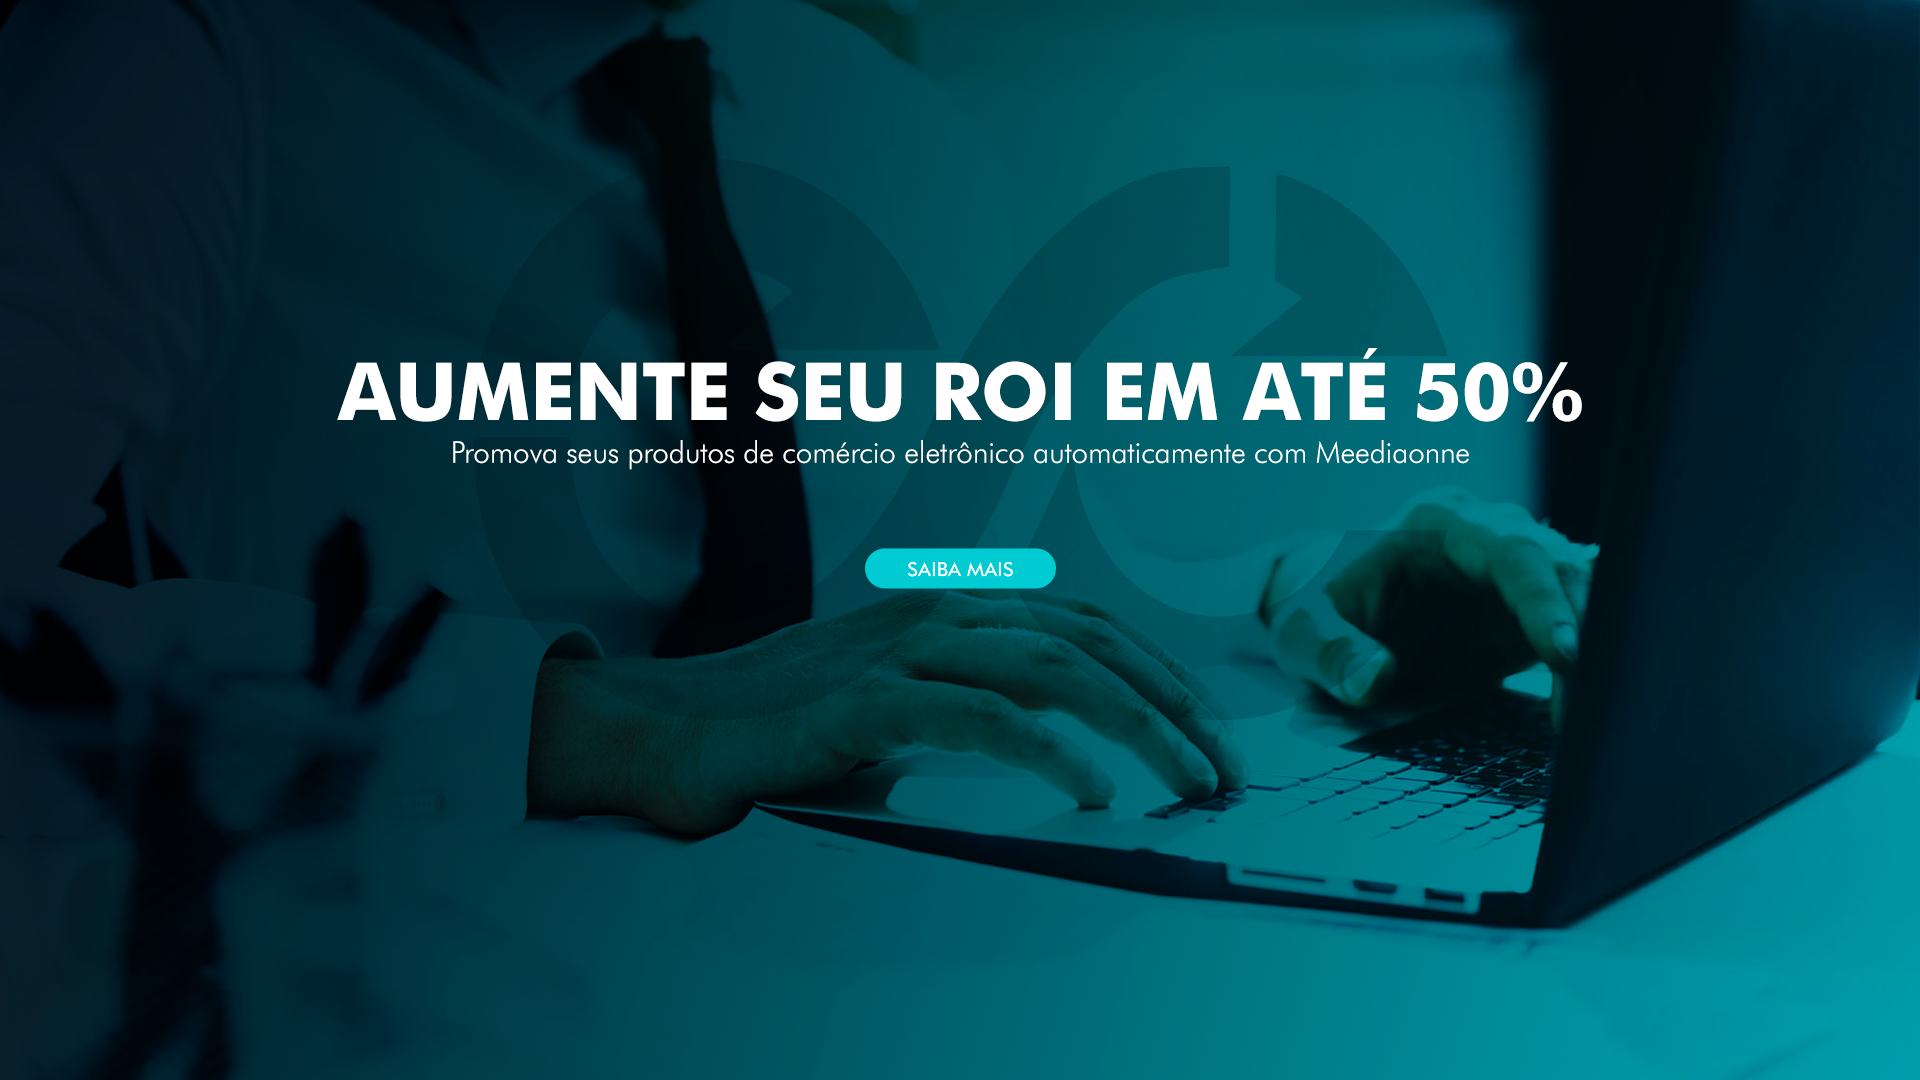 AUMENTE SEU ROI EM ATÉ 50%
Promova seus produtos de comércio eletrônico automaticamente com Meediaonne
SAIBA MAIS